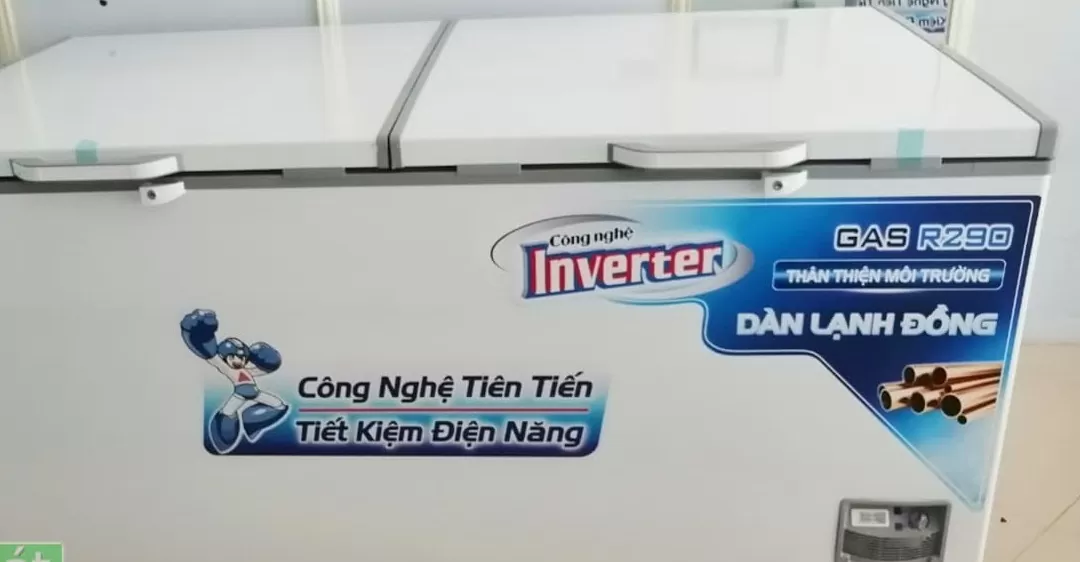 Công nghệ
Inverter
GAS R290
THÂN THIỆN MÔI TRƯỜNG
DÀN LẠNH ĐỒNG
Công Nghệ Tiên Tiến
Tiết Kiệm Điện Năng